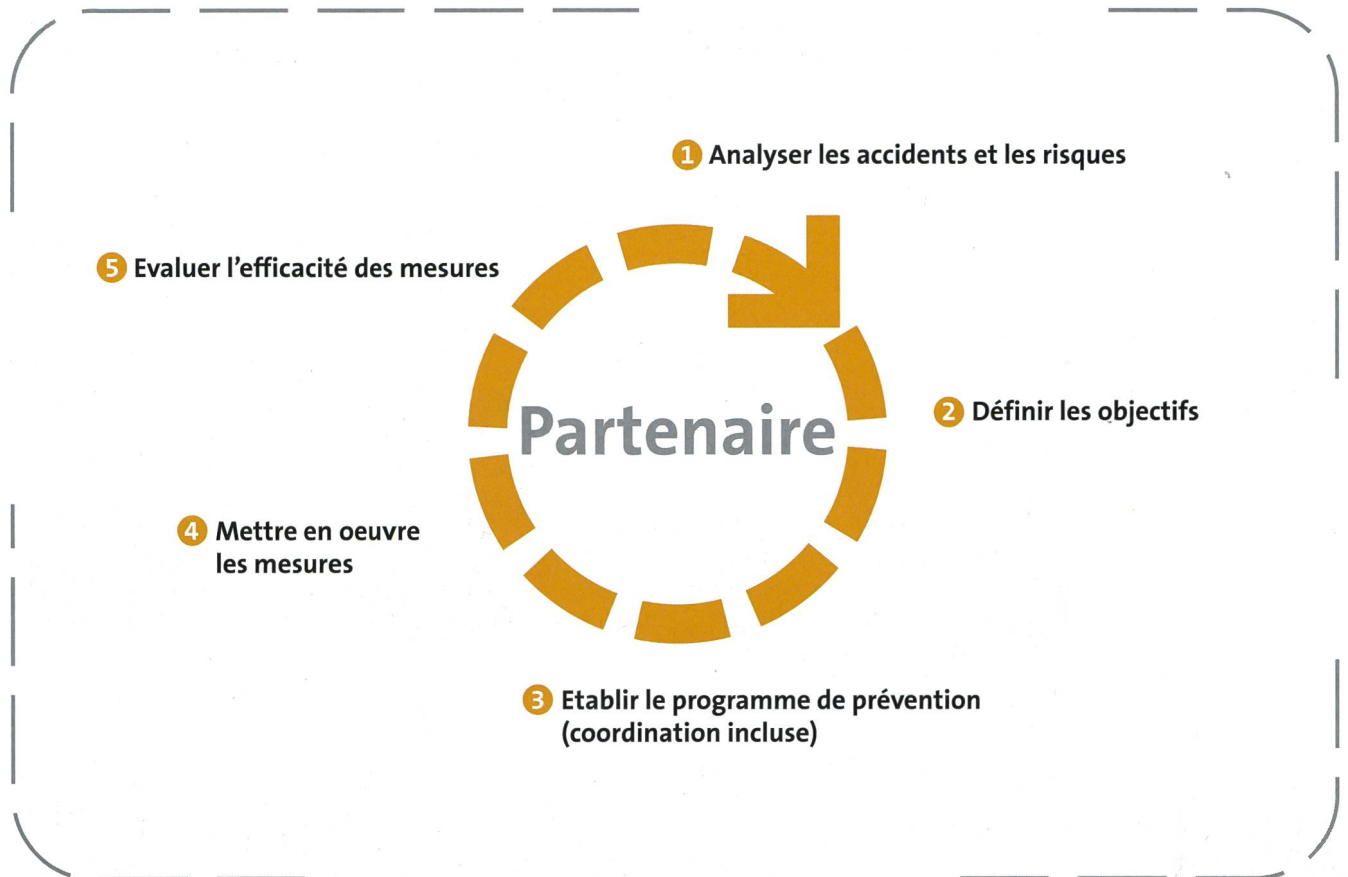 1 Analyser les accidents et les risques
5 Evaluer l'efficacité des mesures
Partenaire
2 Définir les objectifs
4 Mettre en oeuvre
les mesures
3 Etablir le programme de prévention
(coordination incluse)